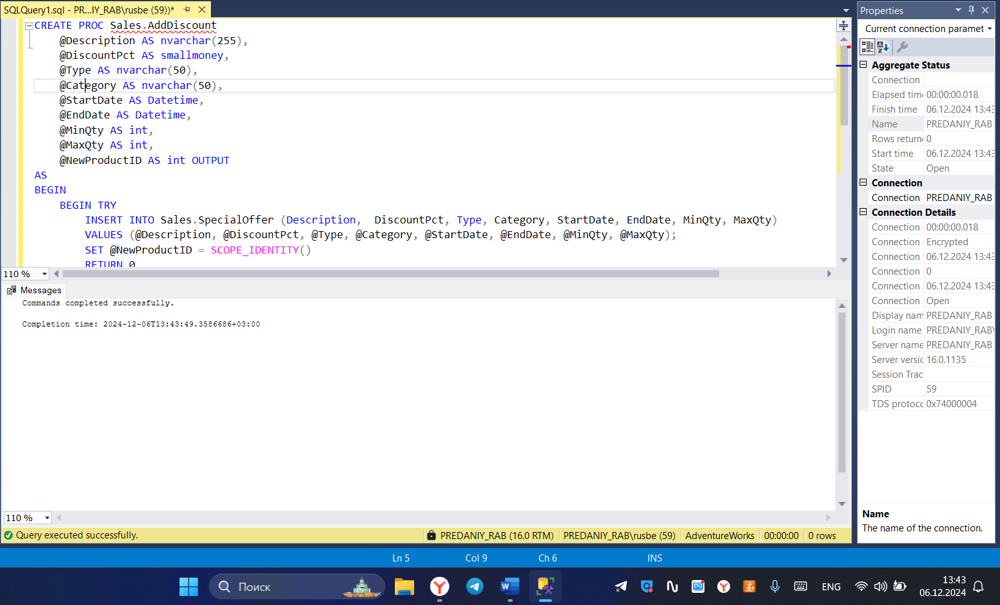 SQLQuery1.sql - PR...IY_RAB\rusbe (59))*
CREATE PROC Sales.AddDiscount
@Description AS nvarchar(255),
@DiscountPct AS smallmoney,
@Type AS nvarchar(50),
@Category AS nvarchar(50),
@StartDate AS Datetime,
@EndDate AS Datetime,
@MinQty AS int,
@MaxQty AS int,
@NewProductID AS int OUTPUT
AS
BEGIN
BEGIN TRY
INSERT INTO Sales.SpecialOffer (Description, DiscountPct, Type, Category, StartDate, EndDate, MinQty, MaxQty)
VALUES (@Description, @DiscountPct, @Type, @Category, @StartDate, @EndDate, @MinQty, @MaxQty);
SET @NewProductID = SCOPE_IDENTITY()
RETURN 0
110 %
Messages
Commands completed successfully.
Completion time: 2024-12-06T13:43:49.3586686+03:00
110 %
Query executed successfully.
PREDANIY_RAB (16.0 RTM) PREDANIY_RAB\rusbe (59) AdventureWorks 00:00:00 0 rows
Properties
Current connection paramet
Aggregate Status
Connection
Elapsed time 00:00:00.018
Finish time 06.12.2024 13:43
Name PREDANIY_RAB
Rows returne 0
Start time 06.12.2024 13:43
State Open
Connection
Connection PREDANIY_RAB
Connection Details
Connection 00:00:00.018
Connection Encrypted
Connection 06.12.2024 13:43
Connection 0
Connection 06.12.2024 13:43
Connection Open
Display nam PREDANIY_RAB
Login name PREDANIY_RAB\
Server name PREDANIY_RAB
Server versic 16.0.1135
Session Trac
SPID 59
TDS protocc 0x74000004
Name
The name of the connection.
Ln 5 Col 9 Ch 6 INS
Поиск
ENG
13:43
06.12.2024